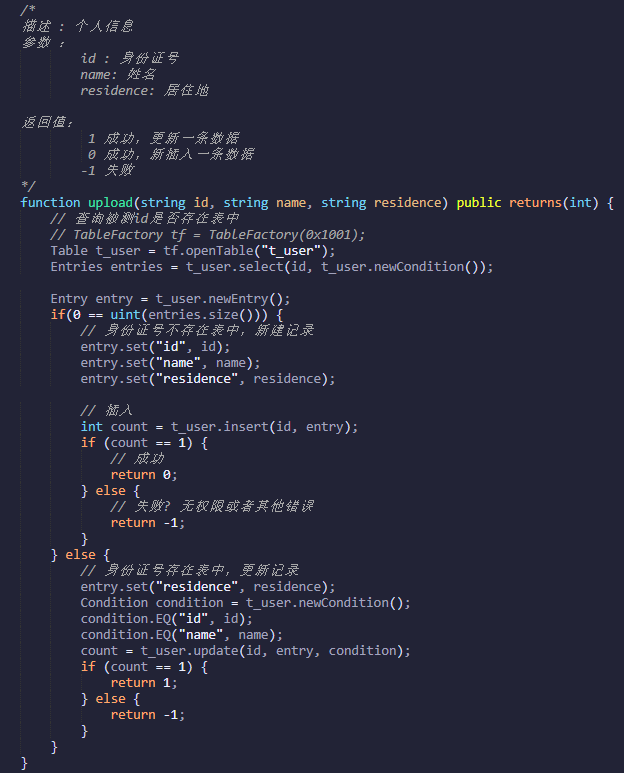 /*
描述 : 个人信息
参数 ：
        id : 身份证号
        name: 姓名
        residence: 居住地

返回值：
         1 成功，更新一条数据
         0 成功，新插入一条数据
        -1 失败
*/
function upload(string id, string name, string residence) public returns(int) {
    // 查询被测id是否存在表中
    // TableFactory tf = TableFactory(0x1001);
    Table t_user = tf.openTable("t_user");
    Entries entries = t_user.select(id, t_user.newCondition());

    Entry entry = t_user.newEntry();
    if(0 == uint(entries.size())) {
        // 身份证号不存在表中，新建记录
        entry.set("id", id);
        entry.set("name", name);
        entry.set("residence", residence);

        // 插入
        int count = t_user.insert(id, entry);
        if (count == 1) {
            // 成功
            return 0;
        } else {
            // 失败? 无权限或者其他错误
            return -1;
        }
    } else {
        // 身份证号存在表中，更新记录
        entry.set("residence", residence);
        Condition condition = t_user.newCondition();
        condition.EQ("id", id);
        condition.EQ("name", name);
        count = t_user.update(id, entry, condition);
        if (count == 1) {
            return 1;
        } else {
            return -1;
        }
    }
}